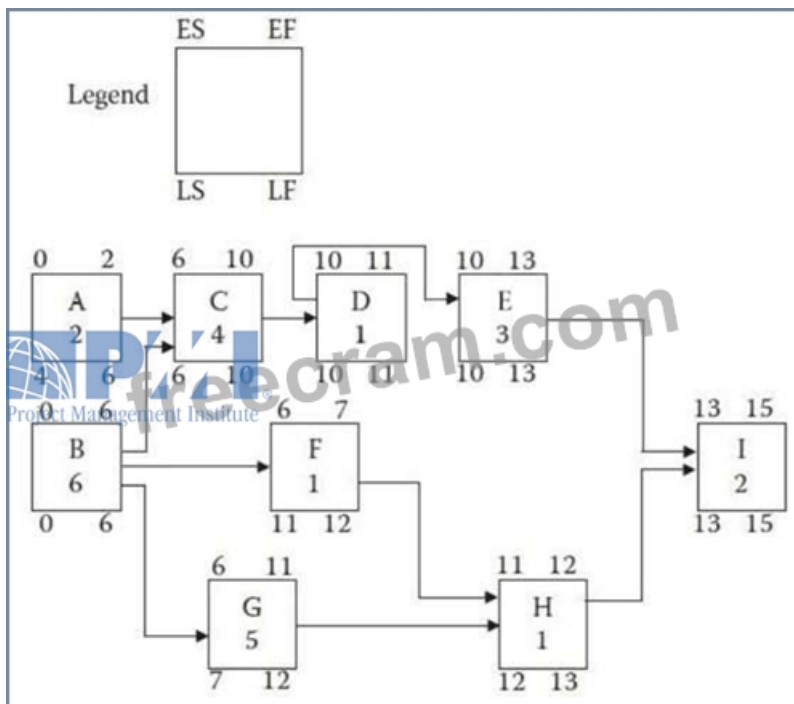 ES EF
Legend
LS LF
0 2
A
2
4 6
6 10
C
4
6 10
10 11
D
1
10 11
10 13
E
3
10 13
0 6
B
6
0 6
6 7
F
1
11 12
6 11
G
5
7 12
11 12
H
1
12 13
13 15
I
2
13 15
PMI
Project Management Institute
freecram.com